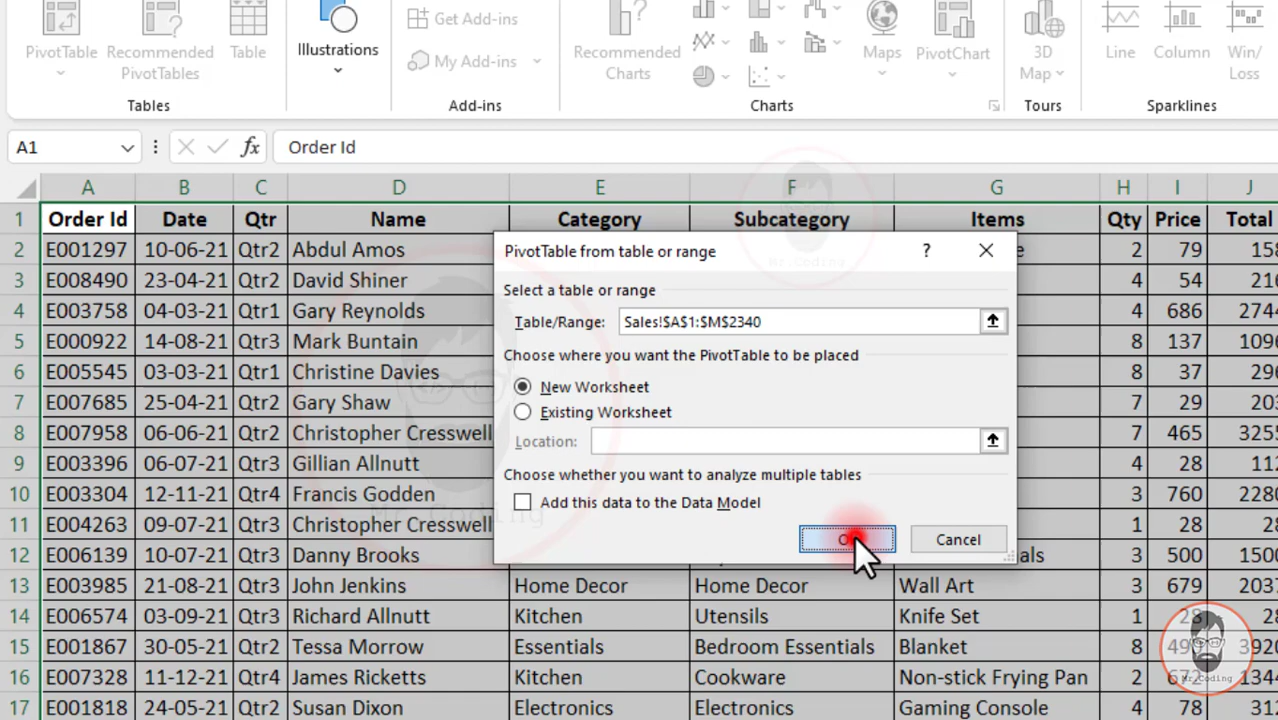 PivotTable Recommended PivotTables Table Illustrations Get Add-ins My Add-ins Recommended Charts Maps PivotChart 3D Map Line Column Win/Loss
Tables Add-ins Charts Tours Sparklines
A1 fx Order Id
A B C D E F G H I J
1 Order Id Date Qtr Name Category Subcategory Items Qty Price Total
2 E001297 10-06-21 Qtr2 Abdul Amos 2 79
PivotTable from table or range ?
3 E008490 23-04-21 Qtr2 David Shiner 4 54
Select a table or range
4 E003758 04-03-21 Qtr1 Gary Reynolds 4 686
Table/Range: Sales!$A$1:$M$2340
5 E000922 14-08-21 Qtr3 Mark Buntain 8 137
Choose where you want the PivotTable to be placed
6 E005545 03-03-21 Qtr1 Christine Davies 8 37
New Worksheet
7 E007685 25-04-21 Qtr2 Gary Shaw 7 29
Existing Worksheet
8 E007958 06-06-21 Qtr2 Christopher Cresswell 7 465
Location:
9 E003396 06-07-21 Qtr3 Gillian Allnutt 4 28
Choose whether you want to analyze multiple tables
10 E003304 12-11-21 Qtr4 Francis Godden 3 760
Add this data to the Data Model
11 E004263 09-07-21 Qtr3 Christopher Cresswell 1 28
Cancel
12 E006139 10-07-21 Qtr3 Danny Brooks 3 500
13 E003985 21-08-21 Qtr3 John Jenkins Home Decor Home Decor Wall Art 3 679
14 E006574 03-09-21 Qtr3 Richard Allnutt Kitchen Utensils Knife Set 1 28
15 E001867 30-05-21 Qtr2 Tessa Morrow Essentials Bedroom Essentials Blanket 8
16 E007328 11-12-21 Qtr4 James Ricketts Kitchen Cookware Non-stick Frying Pan 2
17 E001818 24-05-21 Qtr2 Susan Dixon Electronics Electronics Gaming Console 4 78
Mr.Coding